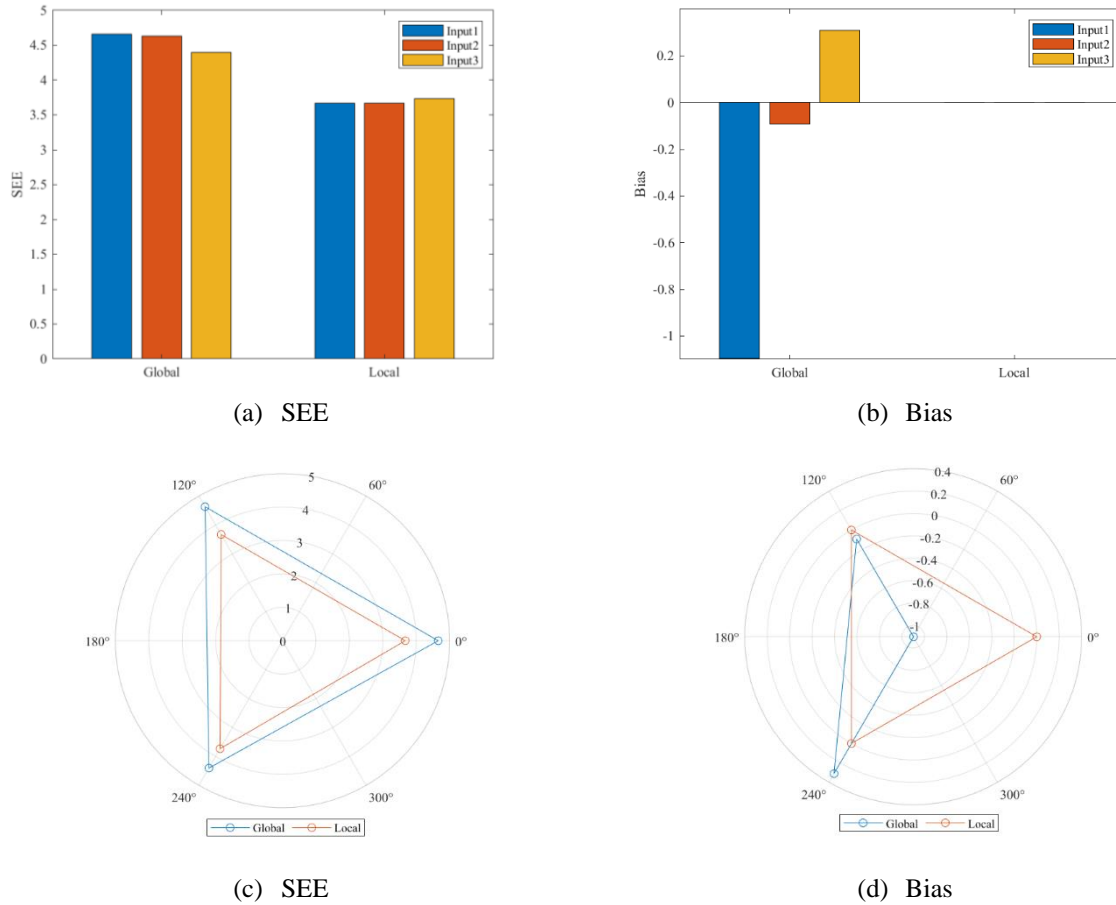 5
4.5
4
3.5
3
2.5
2
1.5
1
0.5
0
SEE
Input1
Input2
Input3
Global Local
(a) SEE
0.2
0
-0.2
-0.4
-0.6
-0.8
-1
Bias
Input1
Input2
Input3
Global Local
(b) Bias
120°
60°
180°
0°
240°
300°
5
4
3
2
1
0
Global Local
(c) SEE
120°
60°
180°
0°
240°
300°
0.4
0.2
0
-0.2
-0.4
-0.6
-0.8
-1
Global Local
(d) Bias